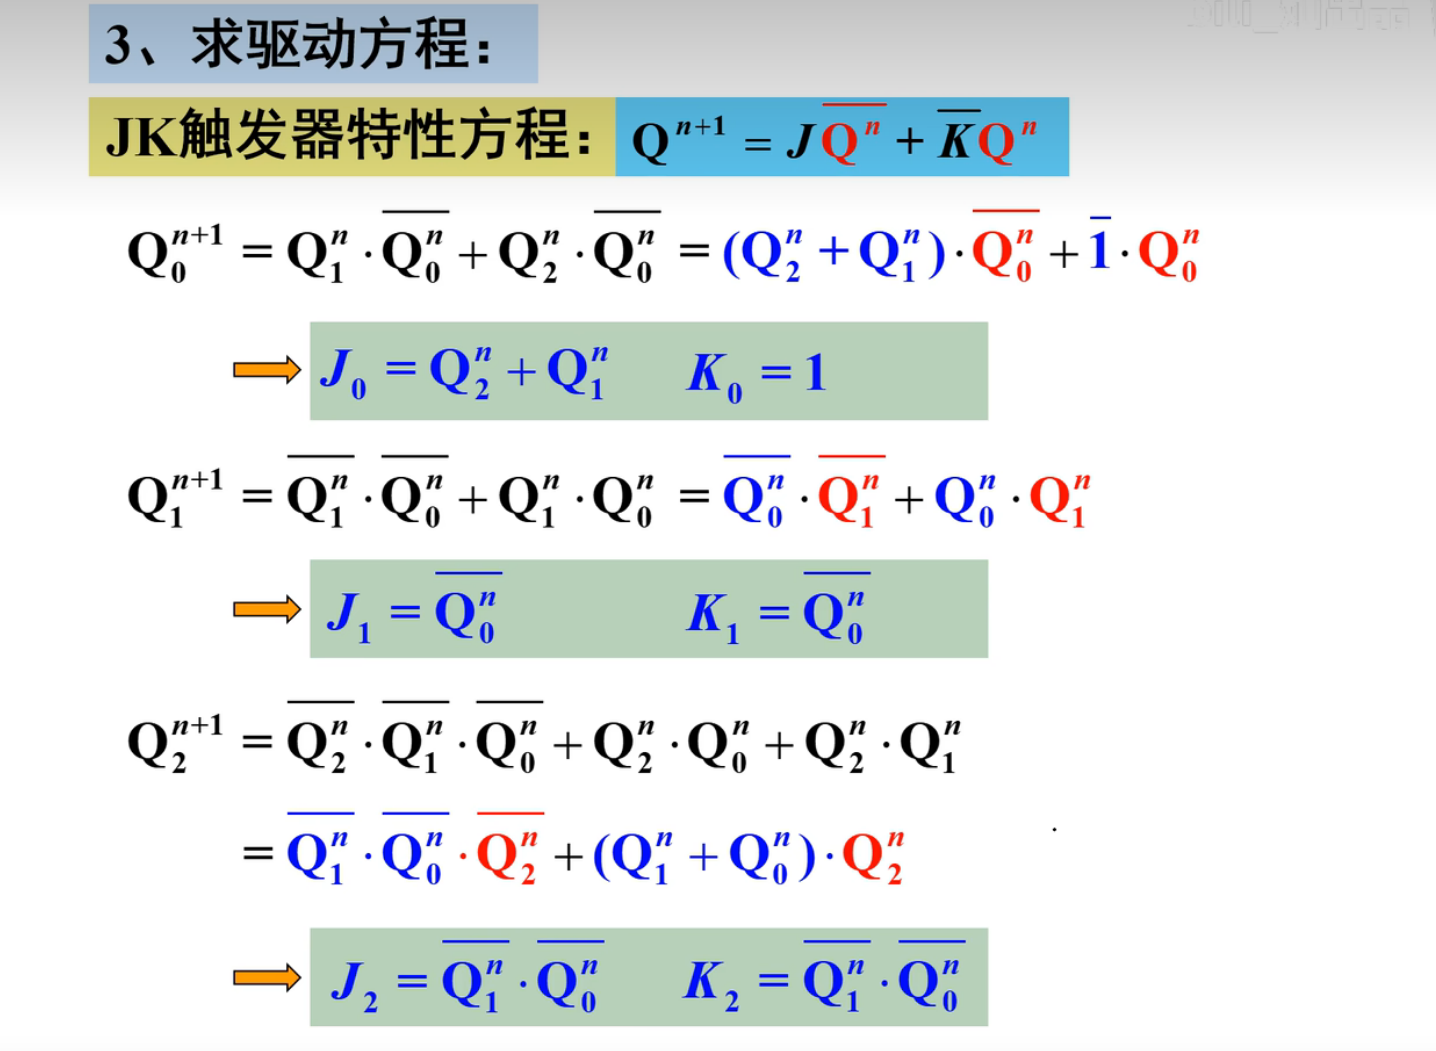 3、求驱动方程：
JK触发器特性方程：$Q^{n+1} = J\overline{Q^n} + \overline{K}Q^n$
$Q_0^{n+1} = Q_1^n \cdot \overline{Q_0^n} + Q_2^n \cdot \overline{Q_0^n} = (Q_2^n + Q_1^n) \cdot \overline{Q_0^n} + \overline{1} \cdot Q_0^n$
$J_0 = Q_2^n + Q_1^n \quad K_0 = 1$
$Q_1^{n+1} = \overline{Q_1^n} \cdot \overline{Q_0^n} + Q_1^n \cdot Q_0^n = \overline{Q_0^n} \cdot \overline{Q_1^n} + Q_0^n \cdot Q_1^n$
$J_1 = \overline{Q_0^n} \quad K_1 = \overline{Q_0^n}$
$Q_2^{n+1} = \overline{Q_2^n} \cdot \overline{Q_1^n} \cdot \overline{Q_0^n} + Q_2^n \cdot Q_0^n + Q_2^n \cdot Q_1^n$
$= \overline{Q_1^n} \cdot \overline{Q_0^n} \cdot \overline{Q_2^n} + (Q_1^n + Q_0^n) \cdot Q_2^n$
$J_2 = \overline{Q_1^n} \cdot \overline{Q_0^n} \quad K_2 = \overline{Q_1^n} \cdot \overline{Q_0^n}$